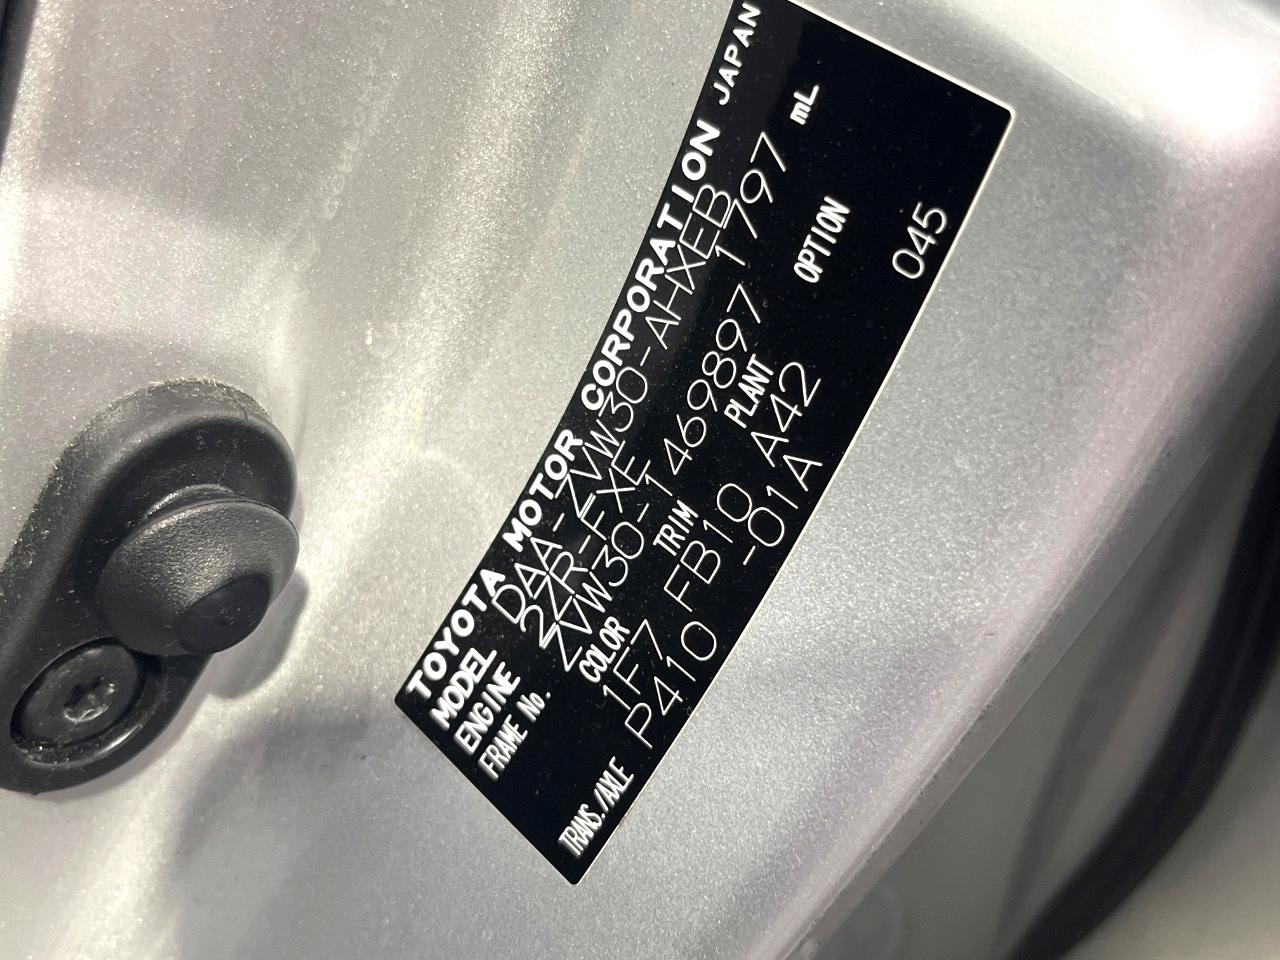 TOYOTA MOTOR CORPORATION JAPAN
MODEL DAA-ZVW30-AHXEB
ENGINE 2ZR-FXE 1797 mL
FRAME No. ZVW30-1469897
COLOR TRIM PLANT OPTION
1F7 FB10 A42 045
TRANS./AXLE P410 -01A